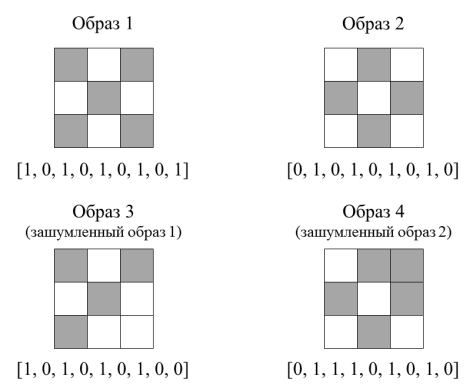 Образ 1
[1, 0, 1, 0, 1, 0, 1, 0, 1]
Образ 2
[0, 1, 0, 1, 0, 1, 0, 1, 0]
Образ 3
(зашумленный образ 1)
[1, 0, 1, 0, 1, 0, 1, 0, 0]
Образ 4
(зашумленный образ 2)
[0, 1, 1, 1, 0, 1, 0, 1, 0]